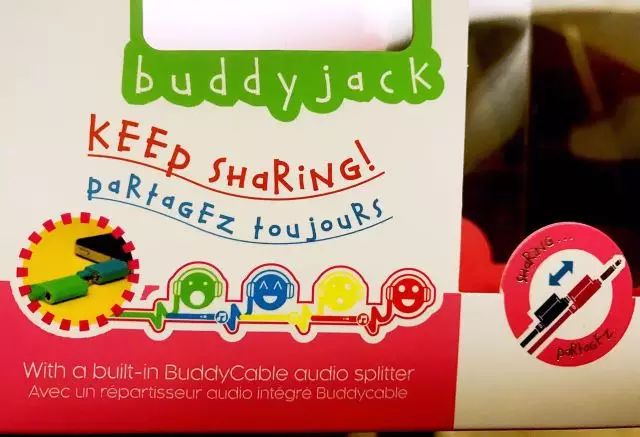 buddyjack
KEEp shaRiNG!
paRtaGEz toujouRs
shaRiNG...
paRtaGEz
With a built-in BuddyCable audio splitter
Avec un répartisseur audio intégré Buddycable